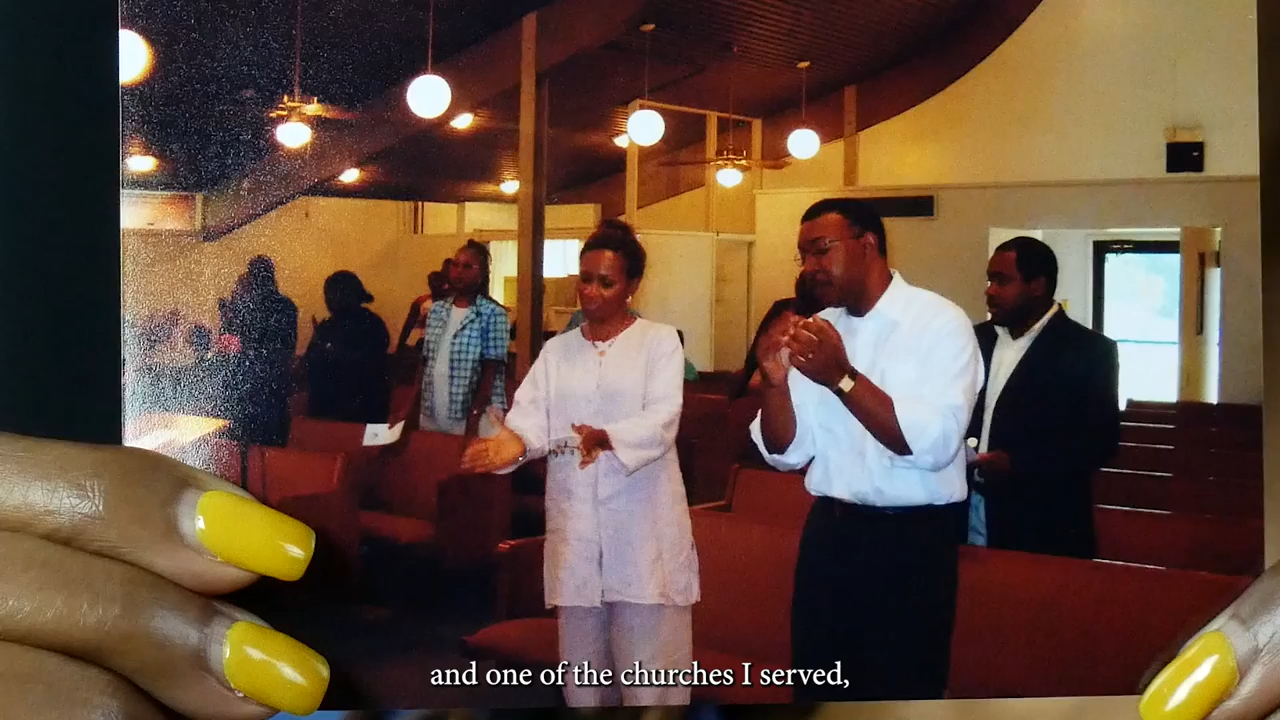 and one of the churches I served,